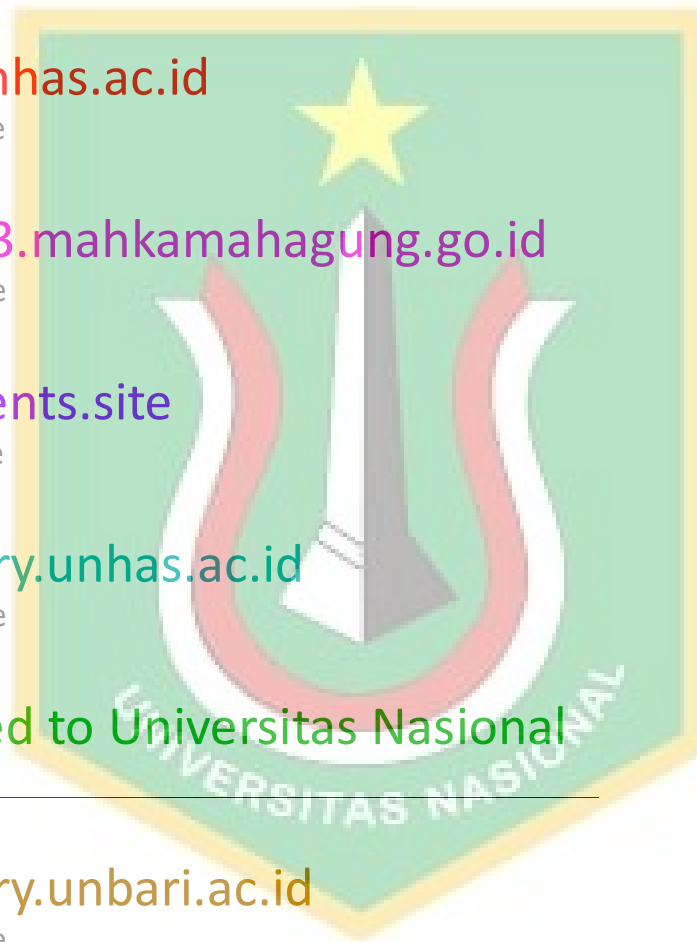 nhas.ac.id
e
3.mahkamahagung.go.id
e
ents.site
e
ry.unhas.ac.id
e
ed to Universitas Nasional
UNIVERSITAS NASIONAL
ry.unbari.ac.id
e